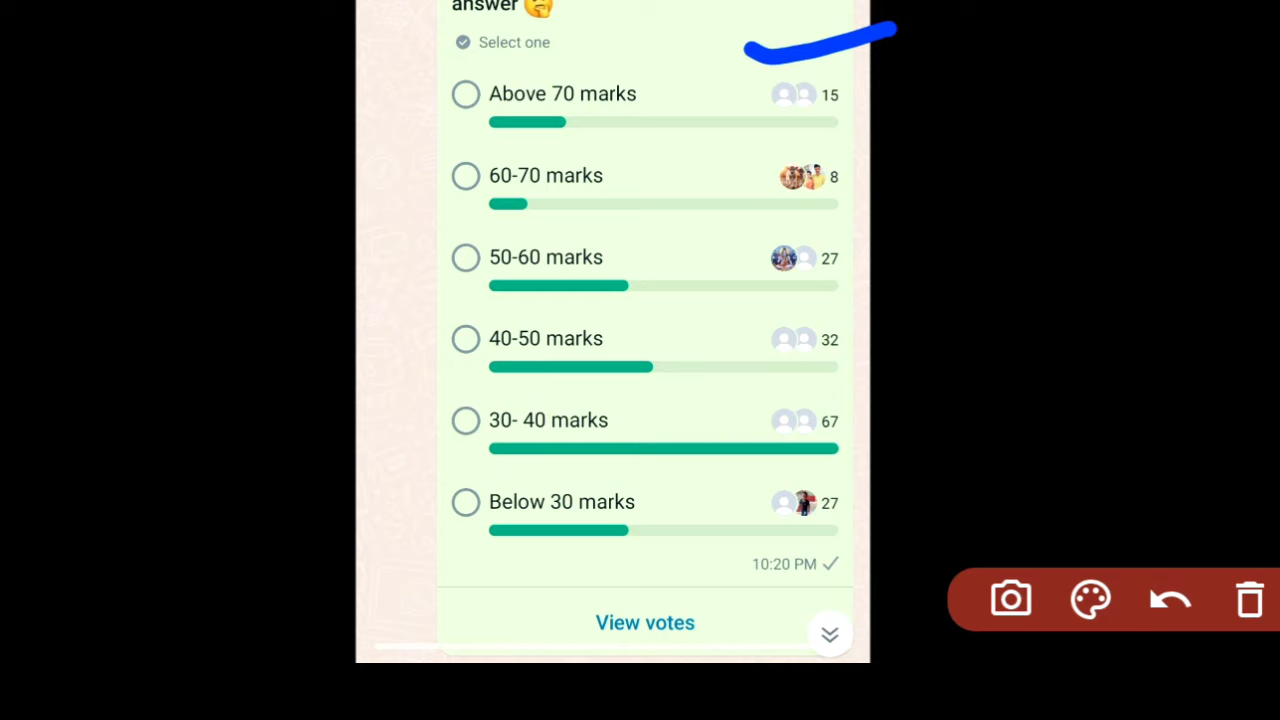 answer 🤔
Select one
Above 70 marks 15
60-70 marks 8
50-60 marks 27
40-50 marks 32
30- 40 marks 67
Below 30 marks 27
10:20 PM
View votes